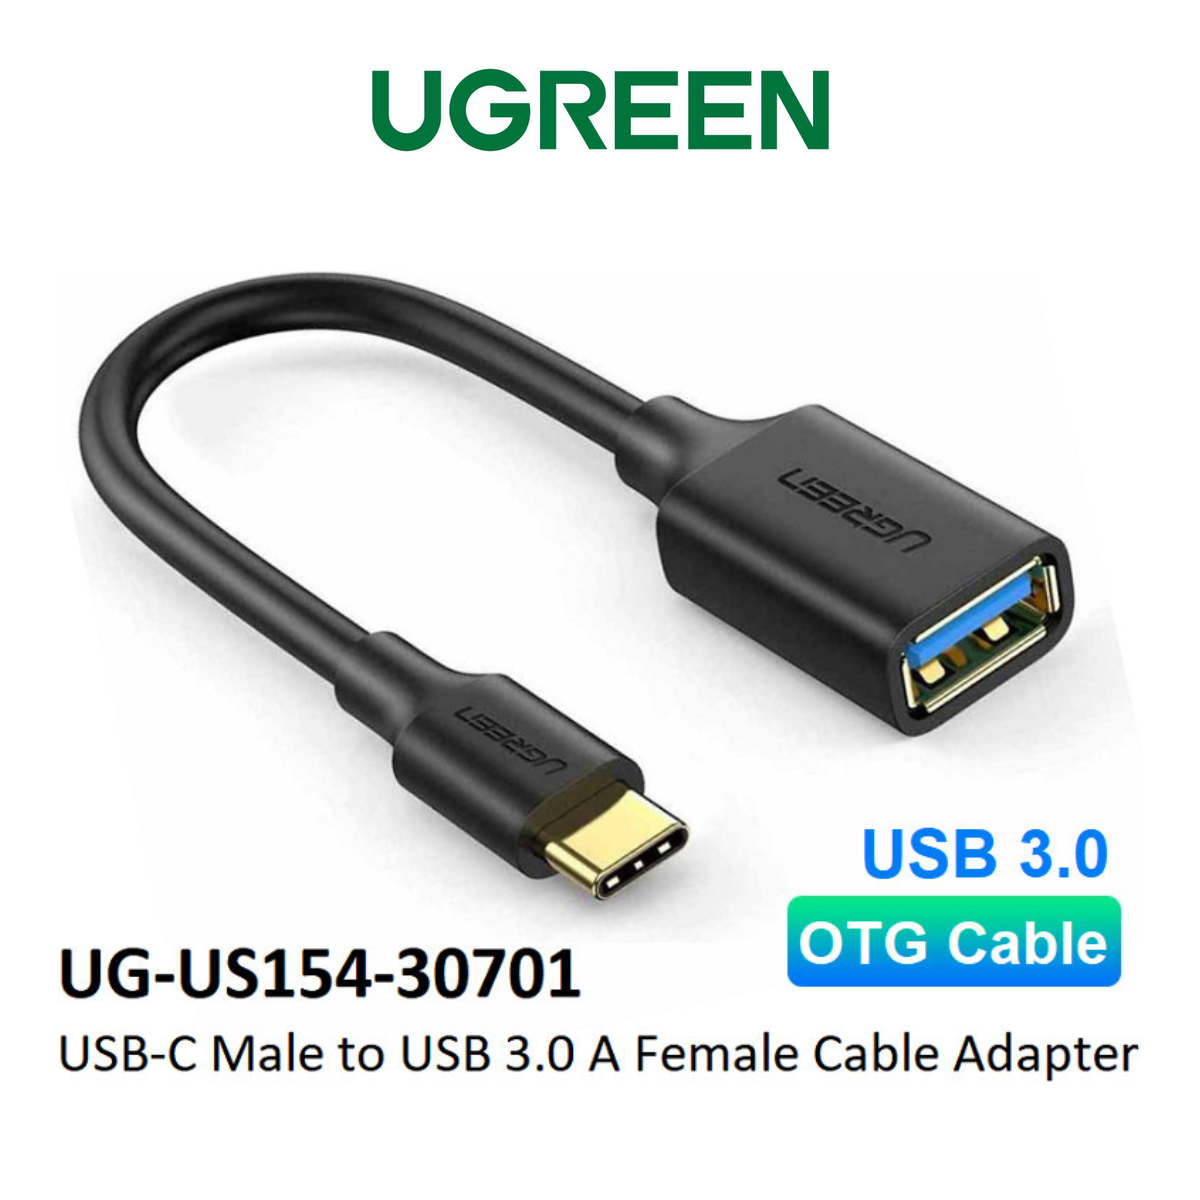 UGREEN
UGREEN
UGREEN
USB 3.0
OTG Cable
UG-US154-30701
USB-C Male to USB 3.0 A Female Cable Adapter